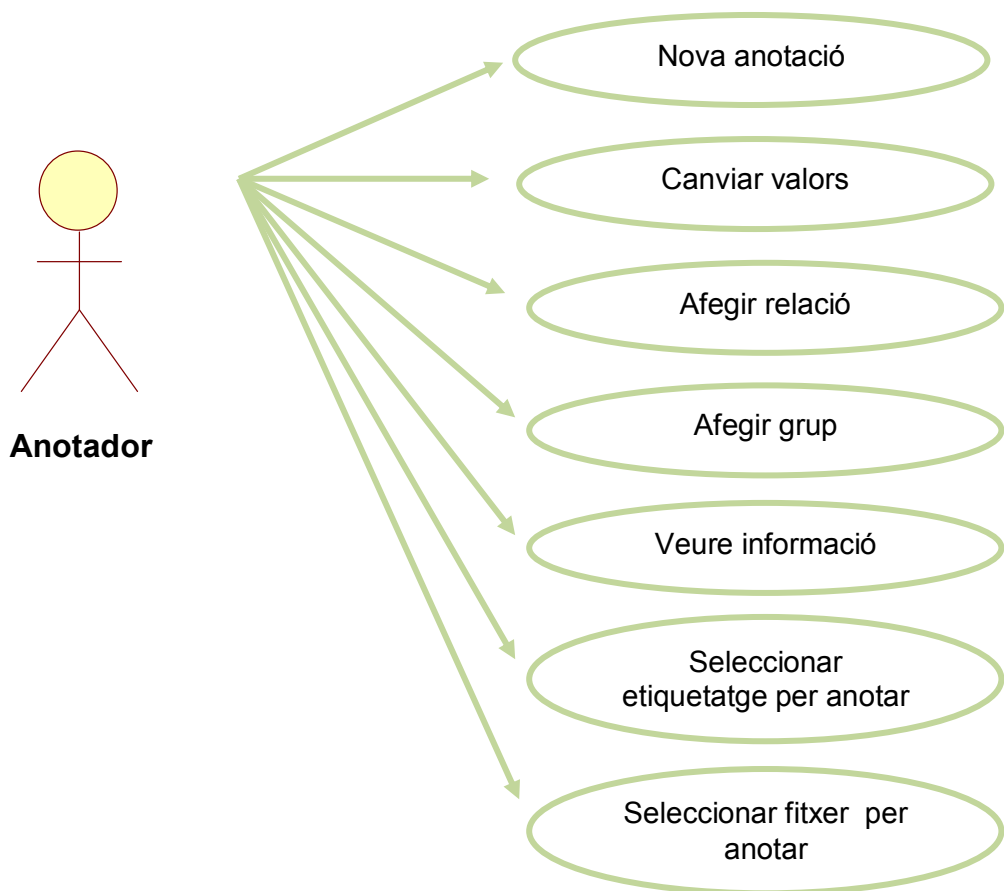 Nova anotació
Canviar valors
Afegir relació
Afegir grup
Anotador
Veure informació
Seleccionar
etiquetatge per anotar
Seleccionar fitxer per
anotar